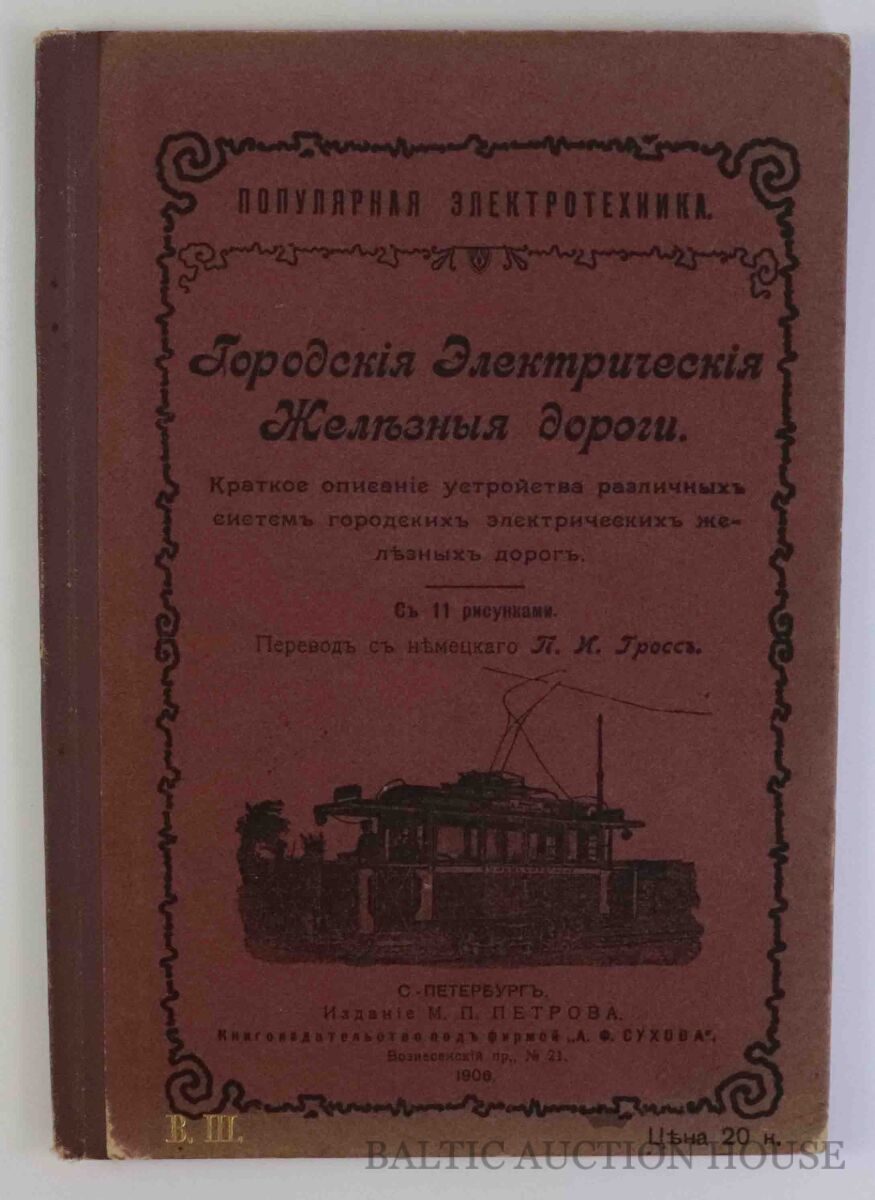 ПОПУЛЯРНАЯ ЭЛЕКТРОТЕХНИКА.
Городскія Электрическія
Желѣзныя дороги.
Краткое описаніе устройства различныхъ
системъ городскихъ электрическихъ же-
лѣзныхъ дорогъ.
Съ 11 рисунками.
Переводъ съ нѣмецкаго П. И. Гроссъ.
С.-ПЕТЕРБУРГЪ.
Изданіе М. П. ПЕТРОВА.
Книгоиздательство подъ фирмой „А. Ф. СУХОВА“.
Вознесенскій пр., № 21.
1906.
В. Ш.
Цѣна 20 к.
BALTIC AUCTION HOUSE